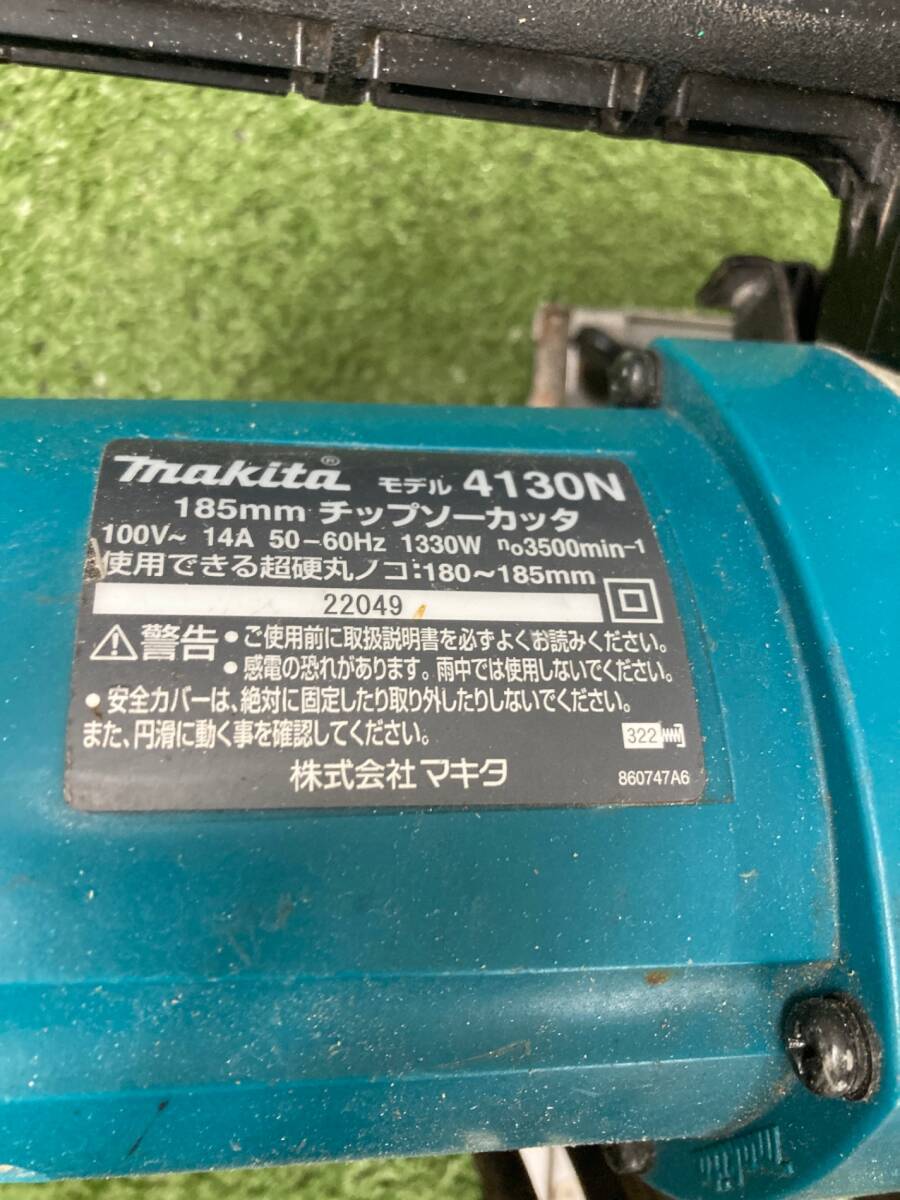 makita® モデル 4130N
185mm チップソーカッタ
100V~ 14A 50-60Hz 1330W n₀3500min-1
使用できる超硬丸ノコ:180~185mm
22049
⚠警告 •ご使用前に取扱説明書を必ずよくお読みください。
•感電の恐れがあります。雨中では使用しないでください。
•安全カバーは、絶対に固定したり取り外したりしないでください。
また、円滑に動く事を確認してください。
322
株式会社マキタ
860747A6
makita